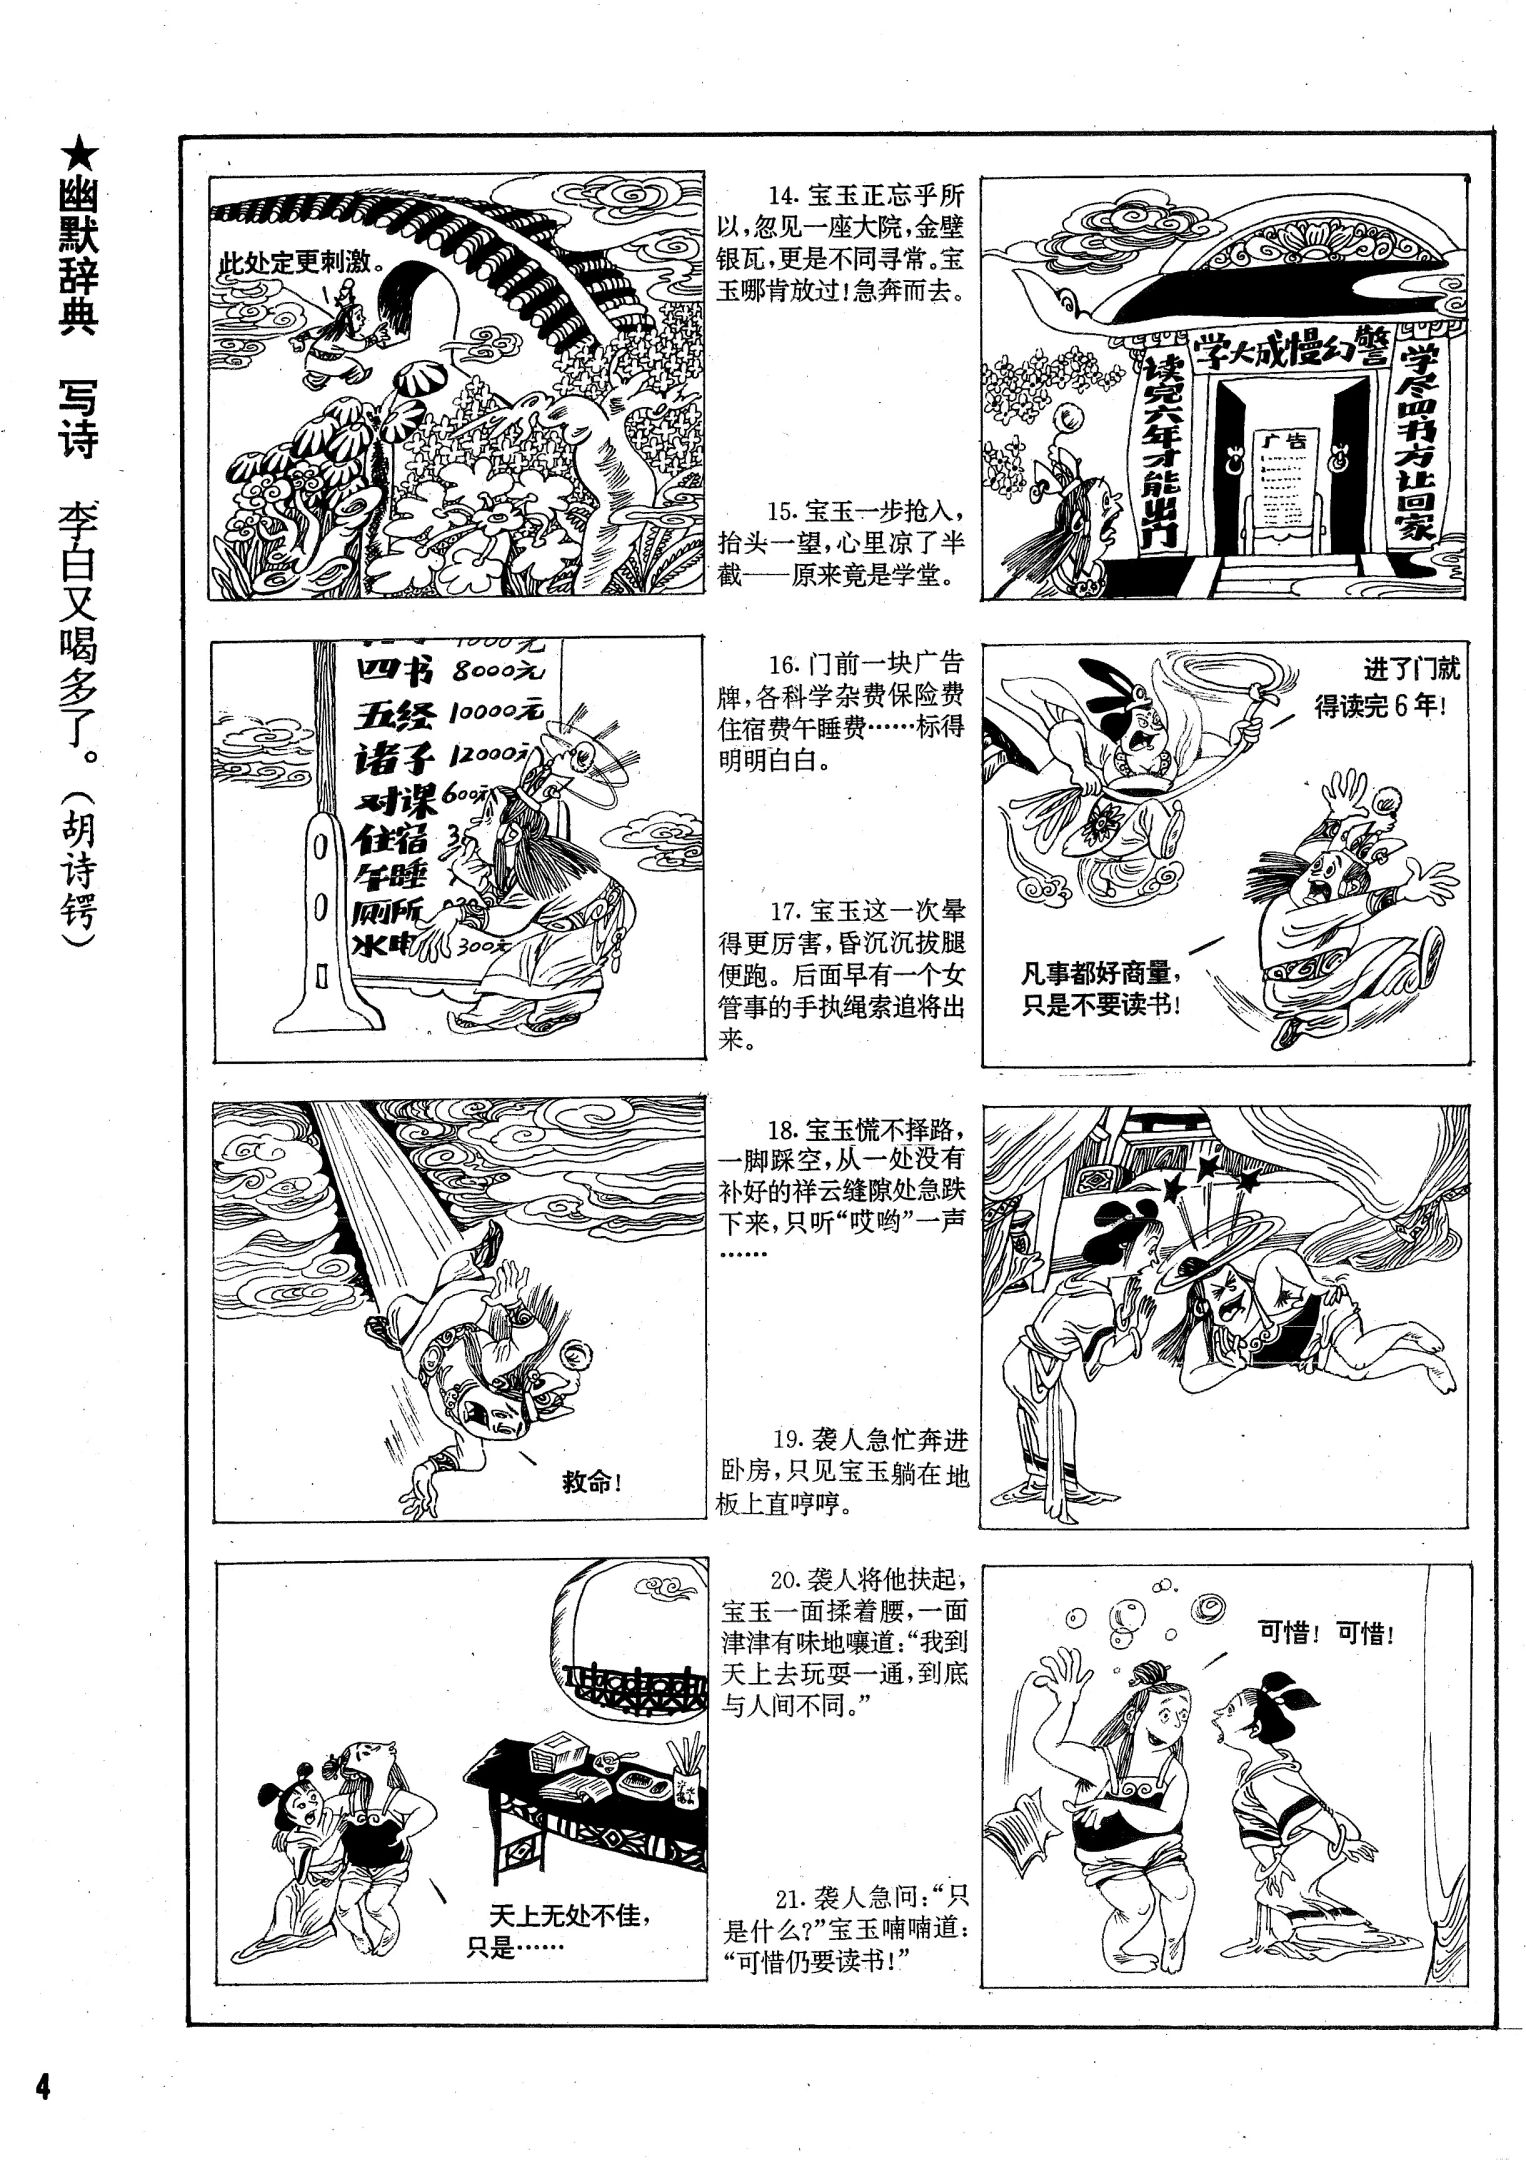 ★幽默辞典 写诗 李白又喝多了。(胡诗锷)
此处定更刺激。
14. 宝玉正忘乎所
以,忽见一座大院,金壁
银瓦,更是不同寻常。宝
玉哪肯放过!急奔而去。
15. 宝玉一步抢入,
抬头一望,心里凉了半
截——原来竟是学堂。
警幻慢成大学
学尽四书方让回家
读完六年才能出门
广告
1000元
四书 8000元
五经 10000元
诸子 12000元
对课 600元
住宿
午睡
厕所
水电 300元
16. 门前一块广告
牌,各科学杂费保险费
住宿费午睡费……标得
明明白白。
17. 宝玉这一次晕
得更厉害,昏沉沉拔腿
便跑。后面早有一个女
管事的手执绳索追将出
来。
进了门就
得读完6年!
凡事都好商量,
只是不要读书!
救命!
18. 宝玉慌不择路,
一脚踩空,从一处没有
补好的祥云缝隙处急跌
下来,只听“哎哟”一声
……
19. 袭人急忙奔进
卧房,只见宝玉躺在地
板上直哼哼。
天上无处不佳,
只是……
20. 袭人将他扶起,
宝玉一面揉着腰,一面
津津有味地嚷道:“我到
天上去玩耍一通,到底
与人间不同。”
21. 袭人急问:“只
是什么?”宝玉喃喃道:
“可惜仍要读书!”
可惜!可惜!
4